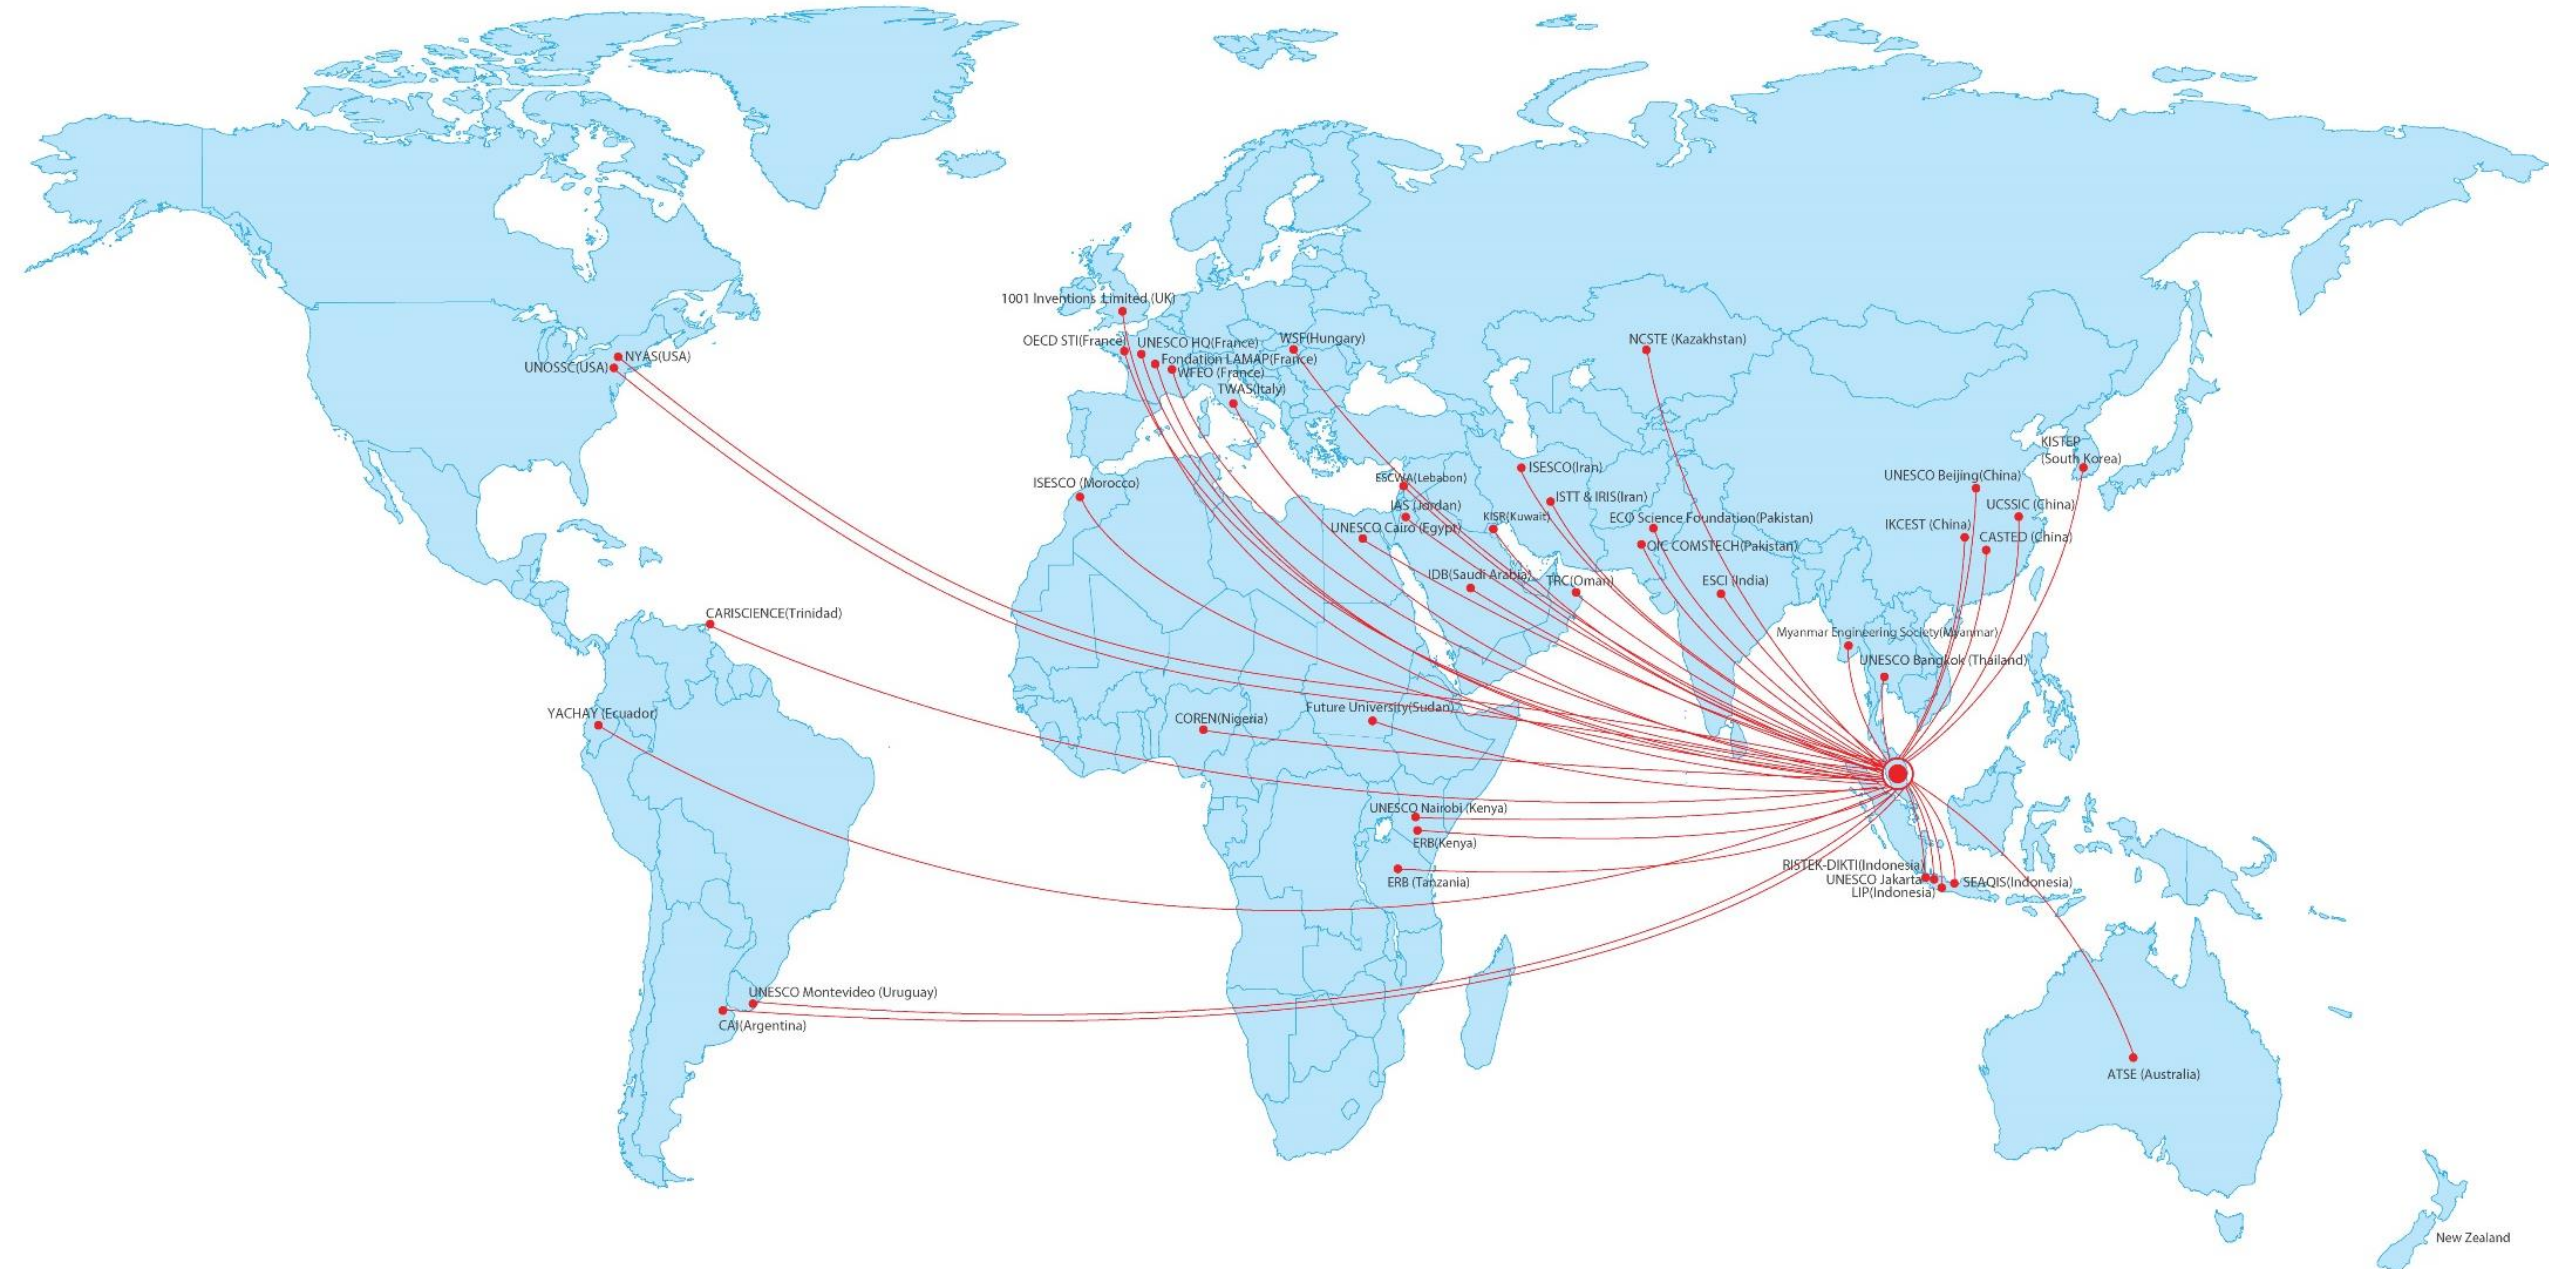 1001 Inventions Limited (UK)
OECD STI(France)
UNESCO HQ(France)
WSF(Hungary)
NCSTE (Kazakhstan)
NYAS(USA)
Fondation LAMAP(France)
UNOSSC(USA)
WFEO (France)
TWAS(Italy)
KISTEP
(South Korea)
ISESCO(Iran)
ESCWA(Lebabon)
UNESCO Beijing(China)
ISESCO (Morocco)
ISTT & IRIS(Iran)
JAS (Jordan)
UCSSIC (China)
KISR(Kuwait)
ECO Science Foundation(Pakistan)
UNESCO Cairo (Egypt)
IKCEST (China)
CASTED (China)
OIC COMSTECH(Pakistan)
IDB(Saudi Arabia)
TRC(Oman)
ESCI (India)
CARISCIENCE(Trinidad)
Myanmar Engineering Society(Myanmar)
UNESCO Bangkok (Thailand)
YACHAY (Ecuador)
Future University(Sudan)
COREN(Nigeria)
UNESCO Nairobi (Kenya)
ERB(Kenya)
RISTEK-DIKTI(Indonesia)
ERB (Tanzania)
UNESCO Jakarta
SEAQIS(Indonesia)
LIP(Indonesia)
UNESCO Montevideo (Uruguay)
CAI(Argentina)
ATSE (Australia)
New Zealand